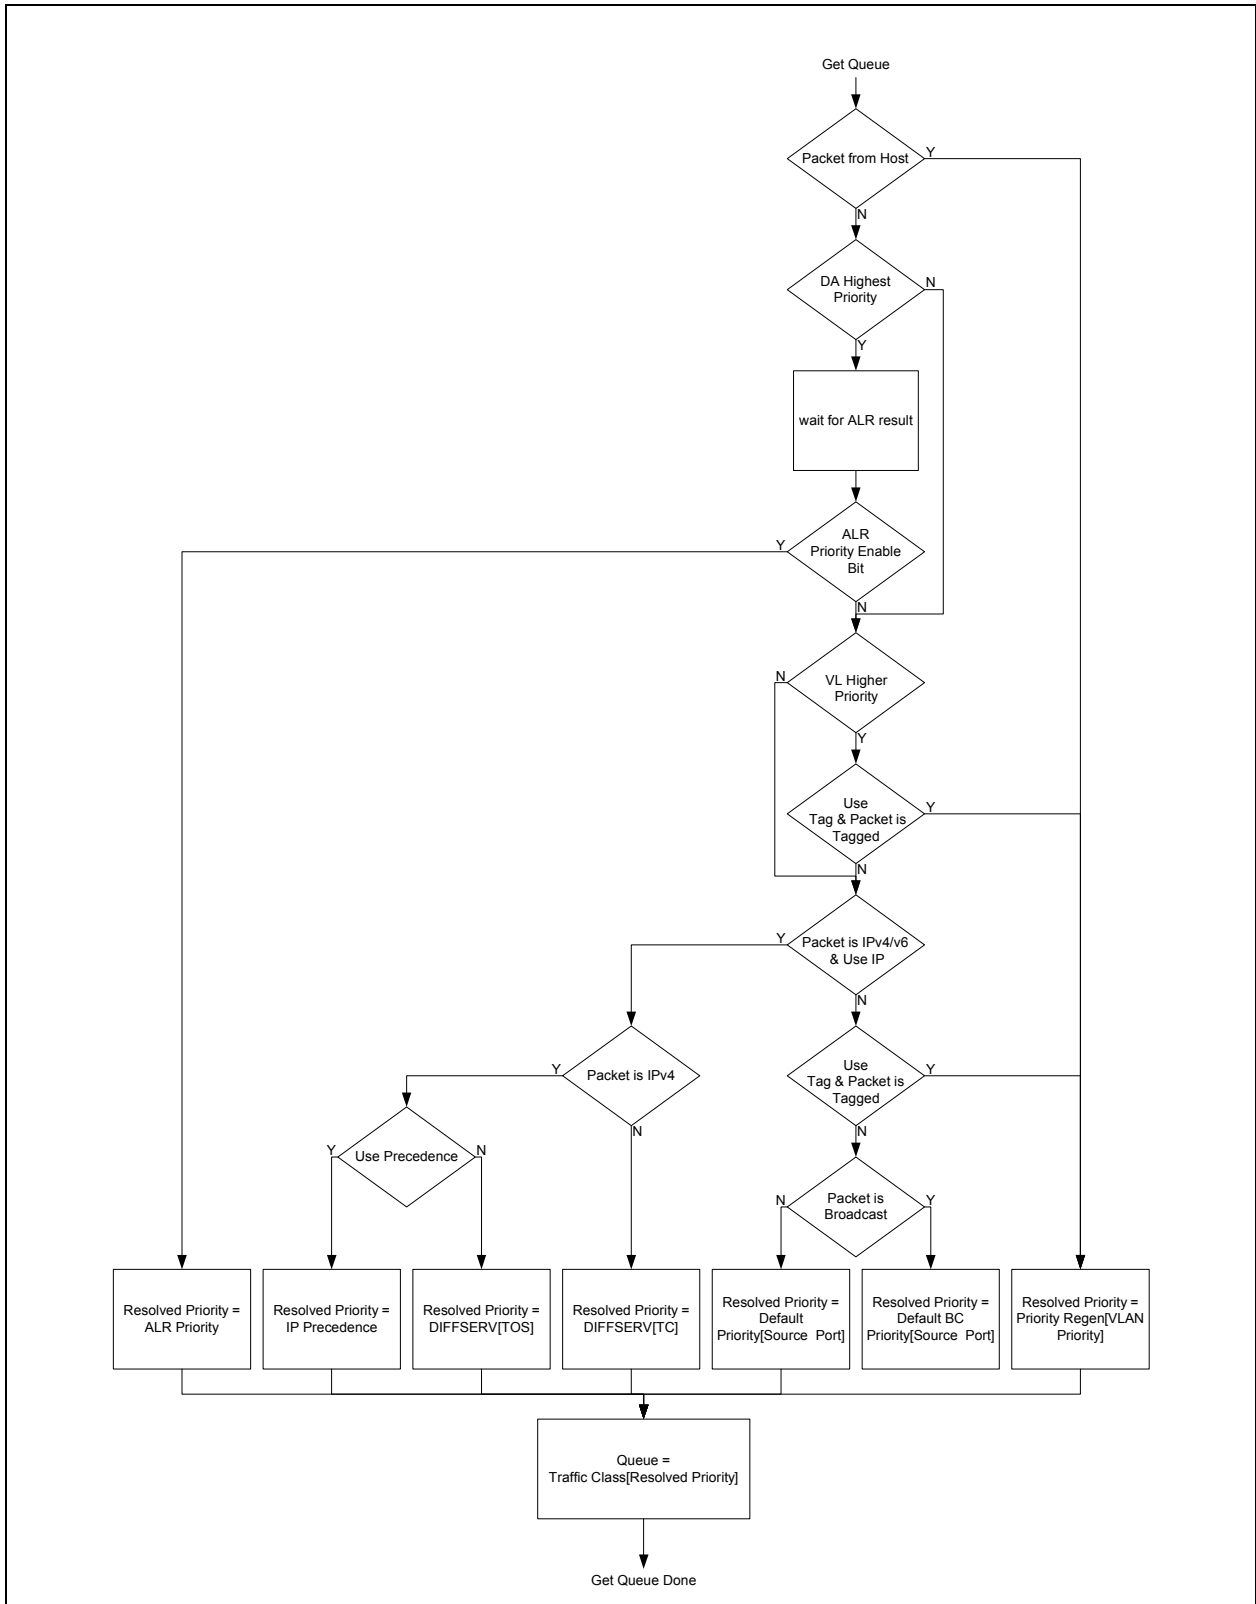 Get Queue
Packet from Host
Y
N
DA Highest
Priority
N
Y
wait for ALR result
ALR
Priority Enable
Bit
Y
N
VL Higher
Priority
N
Y
Use
Tag & Packet is
Tagged
Y
N
Packet is IPv4/v6
& Use IP
Y
N
Packet is IPv4
Y
N
Use
Tag & Packet is
Tagged
Y
N
Use Precedence
Y
N
Packet is
Broadcast
N
Y
Resolved Priority =
ALR Priority
Resolved Priority =
IP Precedence
Resolved Priority =
DIFFSERV[TOS]
Resolved Priority =
DIFFSERV[TC]
Resolved Priority =
Default
Priority[Source Port]
Resolved Priority =
Default BC
Priority[Source Port]
Resolved Priority =
Priority Regen[VLAN
Priority]
Queue =
Traffic Class[Resolved Priority]
Get Queue Done